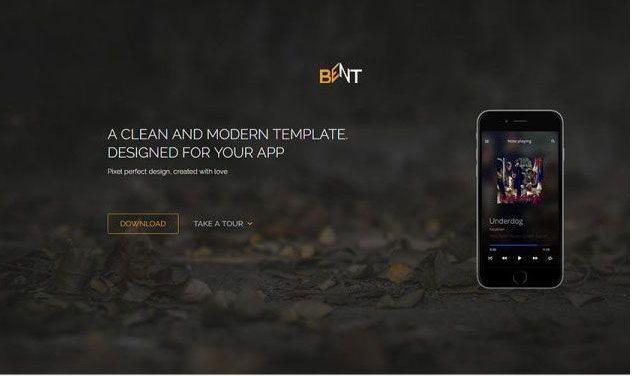 BENT
A CLEAN AND MODERN TEMPLATE.
DESIGNED FOR YOUR APP
Pixel perfect design, created with love
DOWNLOAD
TAKE A TOUR
Now playing
Underdog